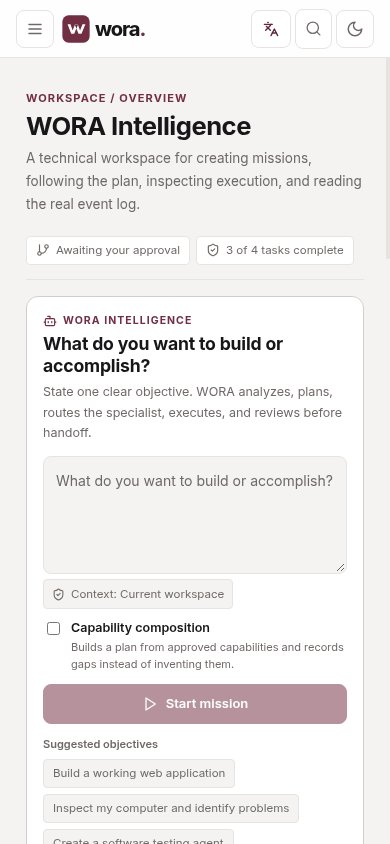 wora.
WORKSPACE / OVERVIEW
WORA Intelligence
A technical workspace for creating missions,
following the plan, inspecting execution, and reading
the real event log.
Awaiting your approval
3 of 4 tasks complete
WORA INTELLIGENCE
What do you want to build or
accomplish?
State one clear objective. WORA analyzes, plans,
routes the specialist, executes, and reviews before
handoff.
What do you want to build or accomplish?
Context: Current workspace
Capability composition
Builds a plan from approved capabilities and records
gaps instead of inventing them.
Start mission
Suggested objectives
Build a working web application
Inspect my computer and identify problems
Create a software testing agent